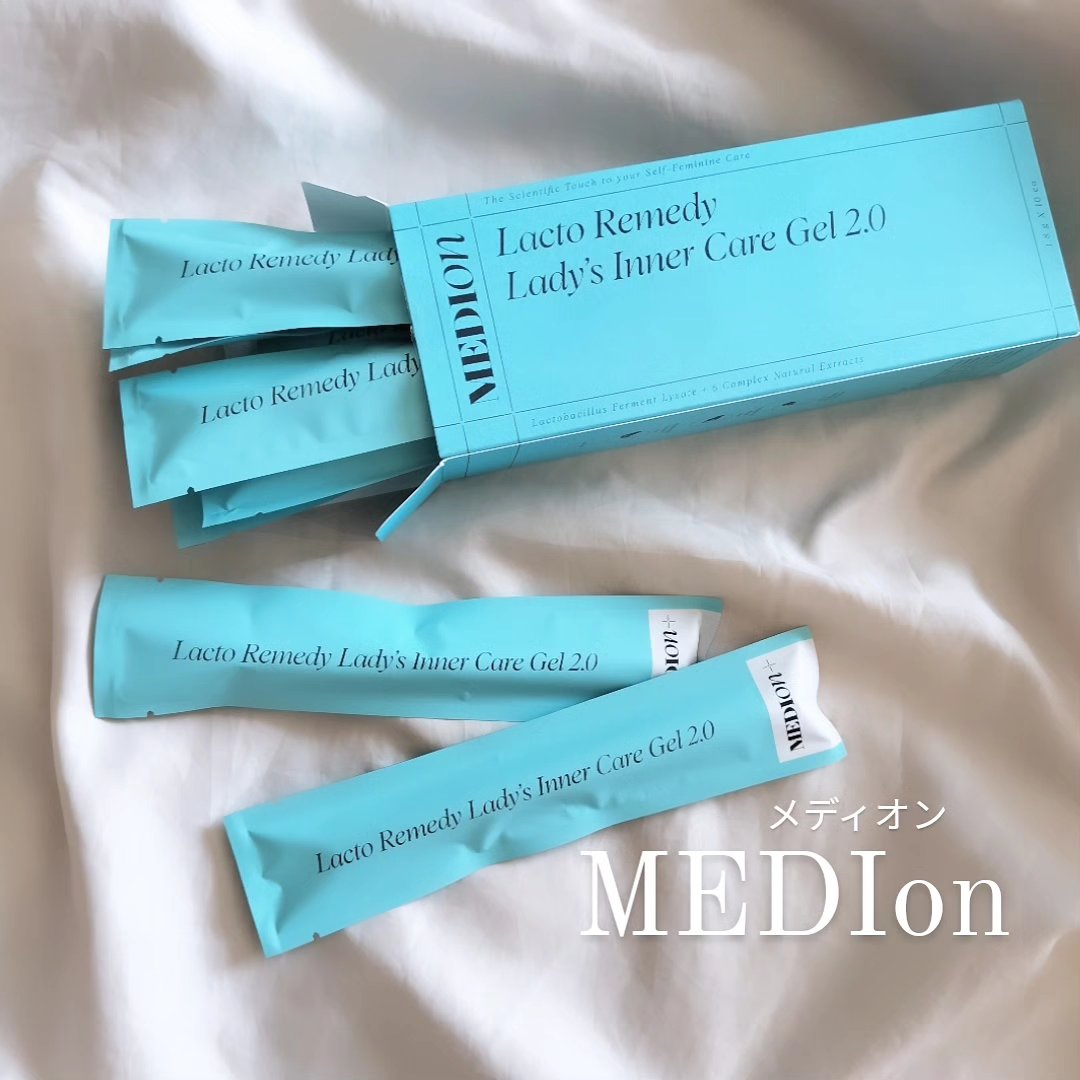 The Scientific Touch to your Self-Feminine Care
MEDIon
Lacto Remedy
Lady's Inner Care Gel 2.0
Lactobacillus Ferment Lysate + 5 Complex Natural Extracts
Lacto Remedy Lady
Lacto Remedy Lady
Lacto Remedy Lady's Inner Care Gel 2.0
DIon+
Lacto Remedy Lady's Inner Care Gel 2.0
MEDIon+
メディオン
MEDIon